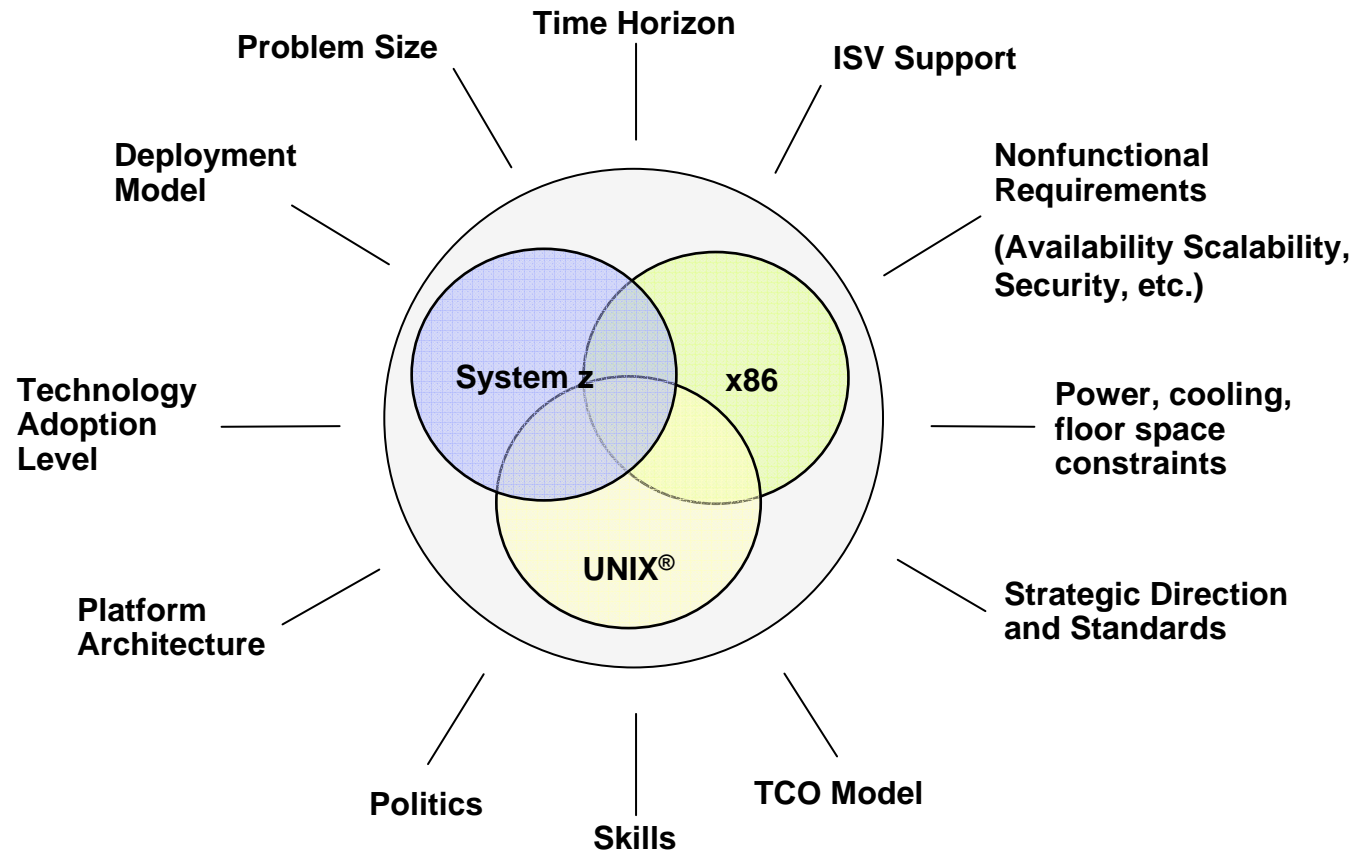 Time Horizon
Problem Size
ISV Support
Deployment
Model
Nonfunctional
Requirements
(Availability Scalability,
Security, etc.)
System z
x86
Technology
Adoption
Level
Power, cooling,
floor space
constraints
UNIX®
Platform
Architecture
Strategic Direction
and Standards
Politics
TCO Model
Skills